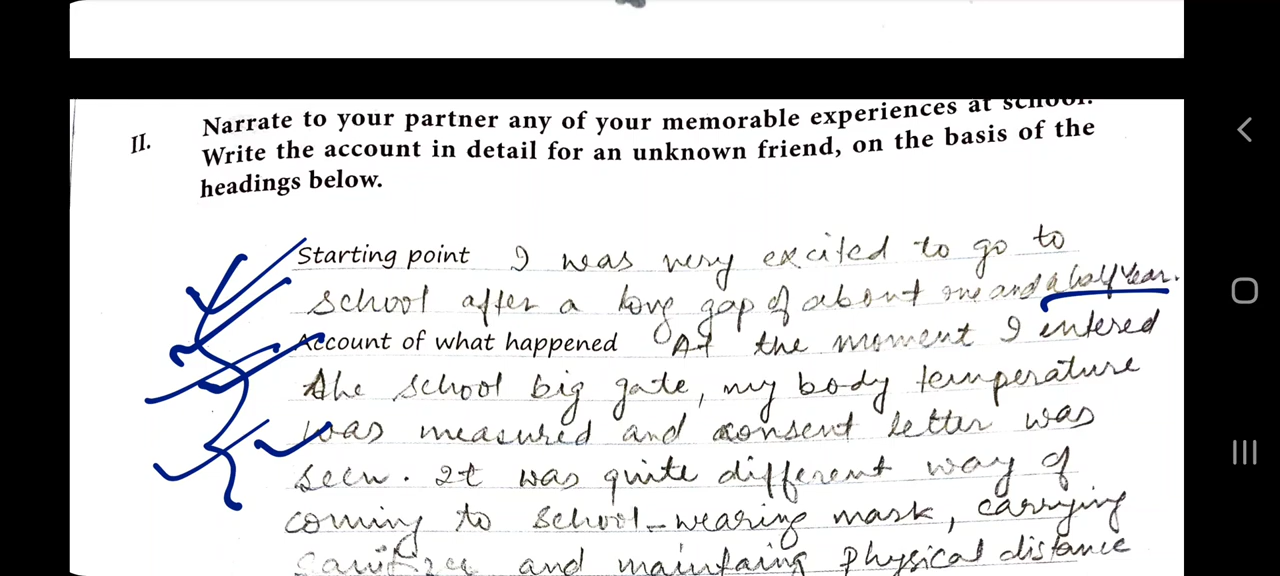 II. Narrate to your partner any of your memorable experiences at school.
Write the account in detail for an unknown friend, on the basis of the
headings below.
Starting point I was very excited to go to
school after a long gap of about one and a half year.
Account of what happened At the moment I entered
the school big gate, my body temperature
was measured and consent letter was
seen. It was quite different way of
coming to school-wearing mask, carrying
sanitizer and maintaing physical distance